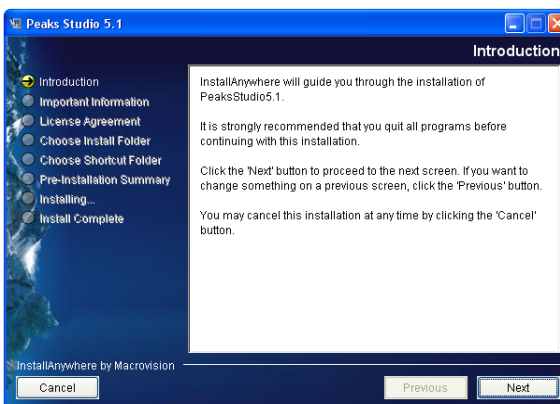 Peaks Studio 5.1
Introduction
Introduction
Important Information
License Agreement
Choose Install Folder
Choose Shortcut Folder
Pre-Installation Summary
Installing...
Install Complete
InstallAnywhere will guide you through the installation of
PeaksStudio5.1.
It is strongly recommended that you quit all programs before
continuing with this installation.
Click the 'Next' button to proceed to the next screen. If you want to
change something on a previous screen, click the 'Previous' button.
You may cancel this installation at any time by clicking the 'Cancel'
button.
InstallAnywhere by Macrovision
Cancel
Previous
Next